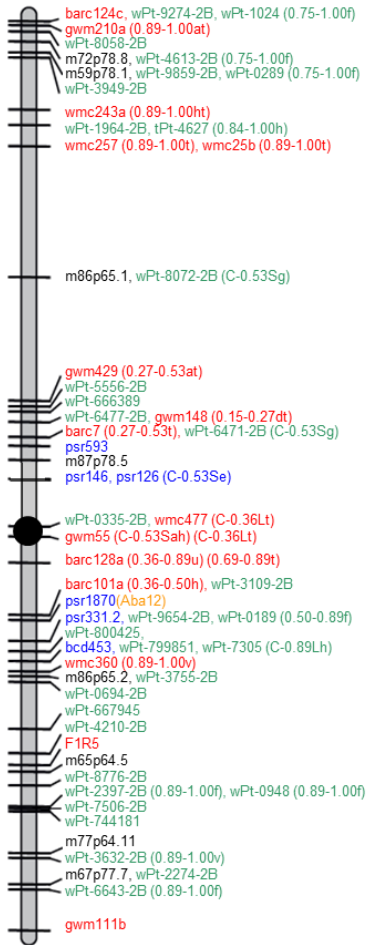 barc124c, wPt-9274-2B, wPt-1024 (0.75-1.00f)
gwm210a (0.89-1.00at)
wPt-8058-2B
m72p78.8, wPt-4613-2B (0.75-1.00f)
m59p78.1, wPt-9859-2B, wPt-0289 (0.75-1.00f)
wPt-3949-2B
wmc243a (0.89-1.00ht)
wPt-1964-2B, tPt-4627 (0.84-1.00h)
wmc257 (0.89-1.00t), wmc25b (0.89-1.00t)
m86p65.1, wPt-8072-2B (C-0.53Sg)
gwm429 (0.27-0.53at)
wPt-5556-2B
wPt-666389
wPt-6477-2B, gwm148 (0.15-0.27dt)
barc7 (0.27-0.53t), wPt-6471-2B (C-0.53Sg)
psr593
m87p78.5
psr146, psr126 (C-0.53Se)
wPt-0335-2B, wmc477 (C-0.36Lt)
gwm55 (C-0.53Sah) (C-0.36Lt)
barc128a (0.36-0.89u) (0.69-0.89t)
barc101a (0.36-0.50h), wPt-3109-2B
psr1870(Aba12)
psr331.2, wPt-9654-2B, wPt-0189 (0.50-0.89f)
wPt-800425,
bcd453, wPt-799851, wPt-7305 (C-0.89Lh)
wmc360 (0.89-1.00v)
m86p65.2, wPt-3755-2B
wPt-0694-2B
wPt-667945
wPt-4210-2B
F1R5
m65p64.5
wPt-8776-2B
wPt-2397-2B (0.89-1.00f), wPt-0948 (0.89-1.00f)
wPt-7506-2B
wPt-744181
m77p64.11
wPt-3632-2B (0.89-1.00v)
m67p77.7, wPt-2274-2B
wPt-6643-2B (0.89-1.00f)
gwm111b